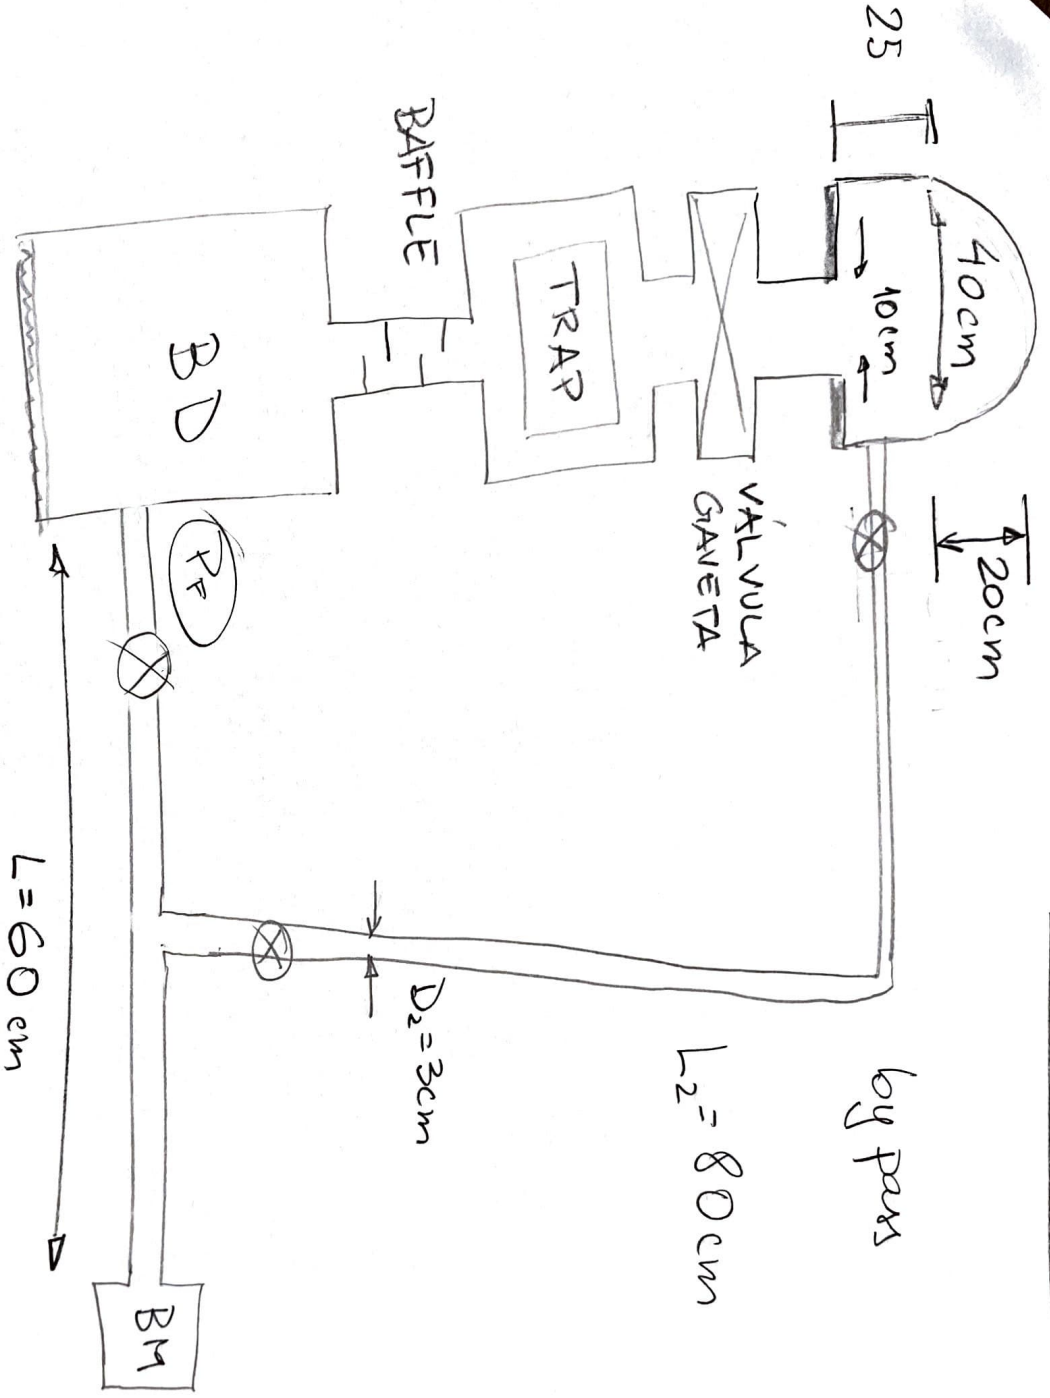 25
40cm
10cm
20cm
BAFFLE
TRAP
VÁLVULA
GAVETA
BD
PF
by pass
L2 = 80cm
D2 = 3cm
L = 60 cm
BM